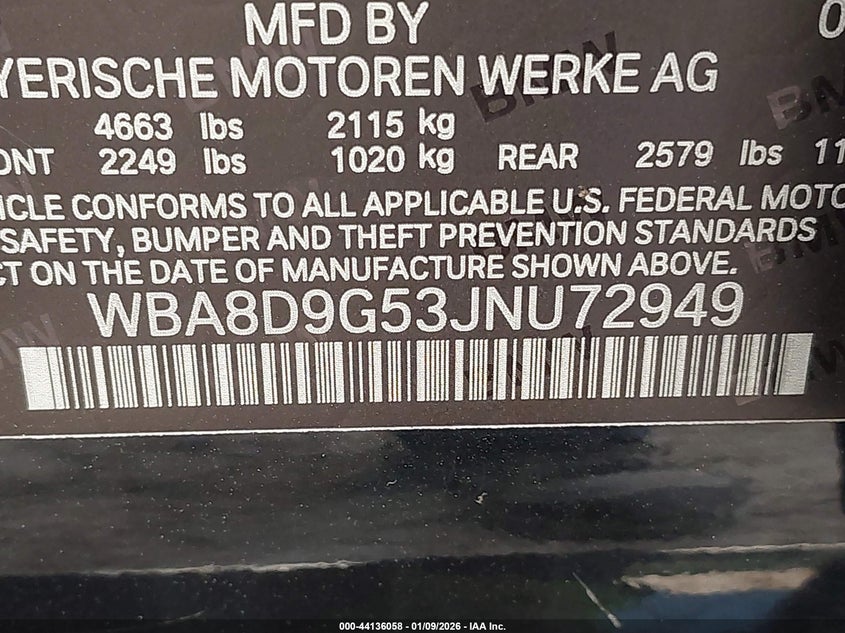 MFD BY 0
YERISCHE MOTOREN WERKE AG
4663 lbs 2115 kg
ONT 2249 lbs 1020 kg REAR 2579 lbs 11
ICLE CONFORMS TO ALL APPLICABLE U.S. FEDERAL MOTO
SAFETY, BUMPER AND THEFT PREVENTION STANDARDS
CT ON THE DATE OF MANUFACTURE SHOWN ABOVE.
WBA8D9G53JNU72949
000-44136058 - 01/09/2026 - IAA Inc.